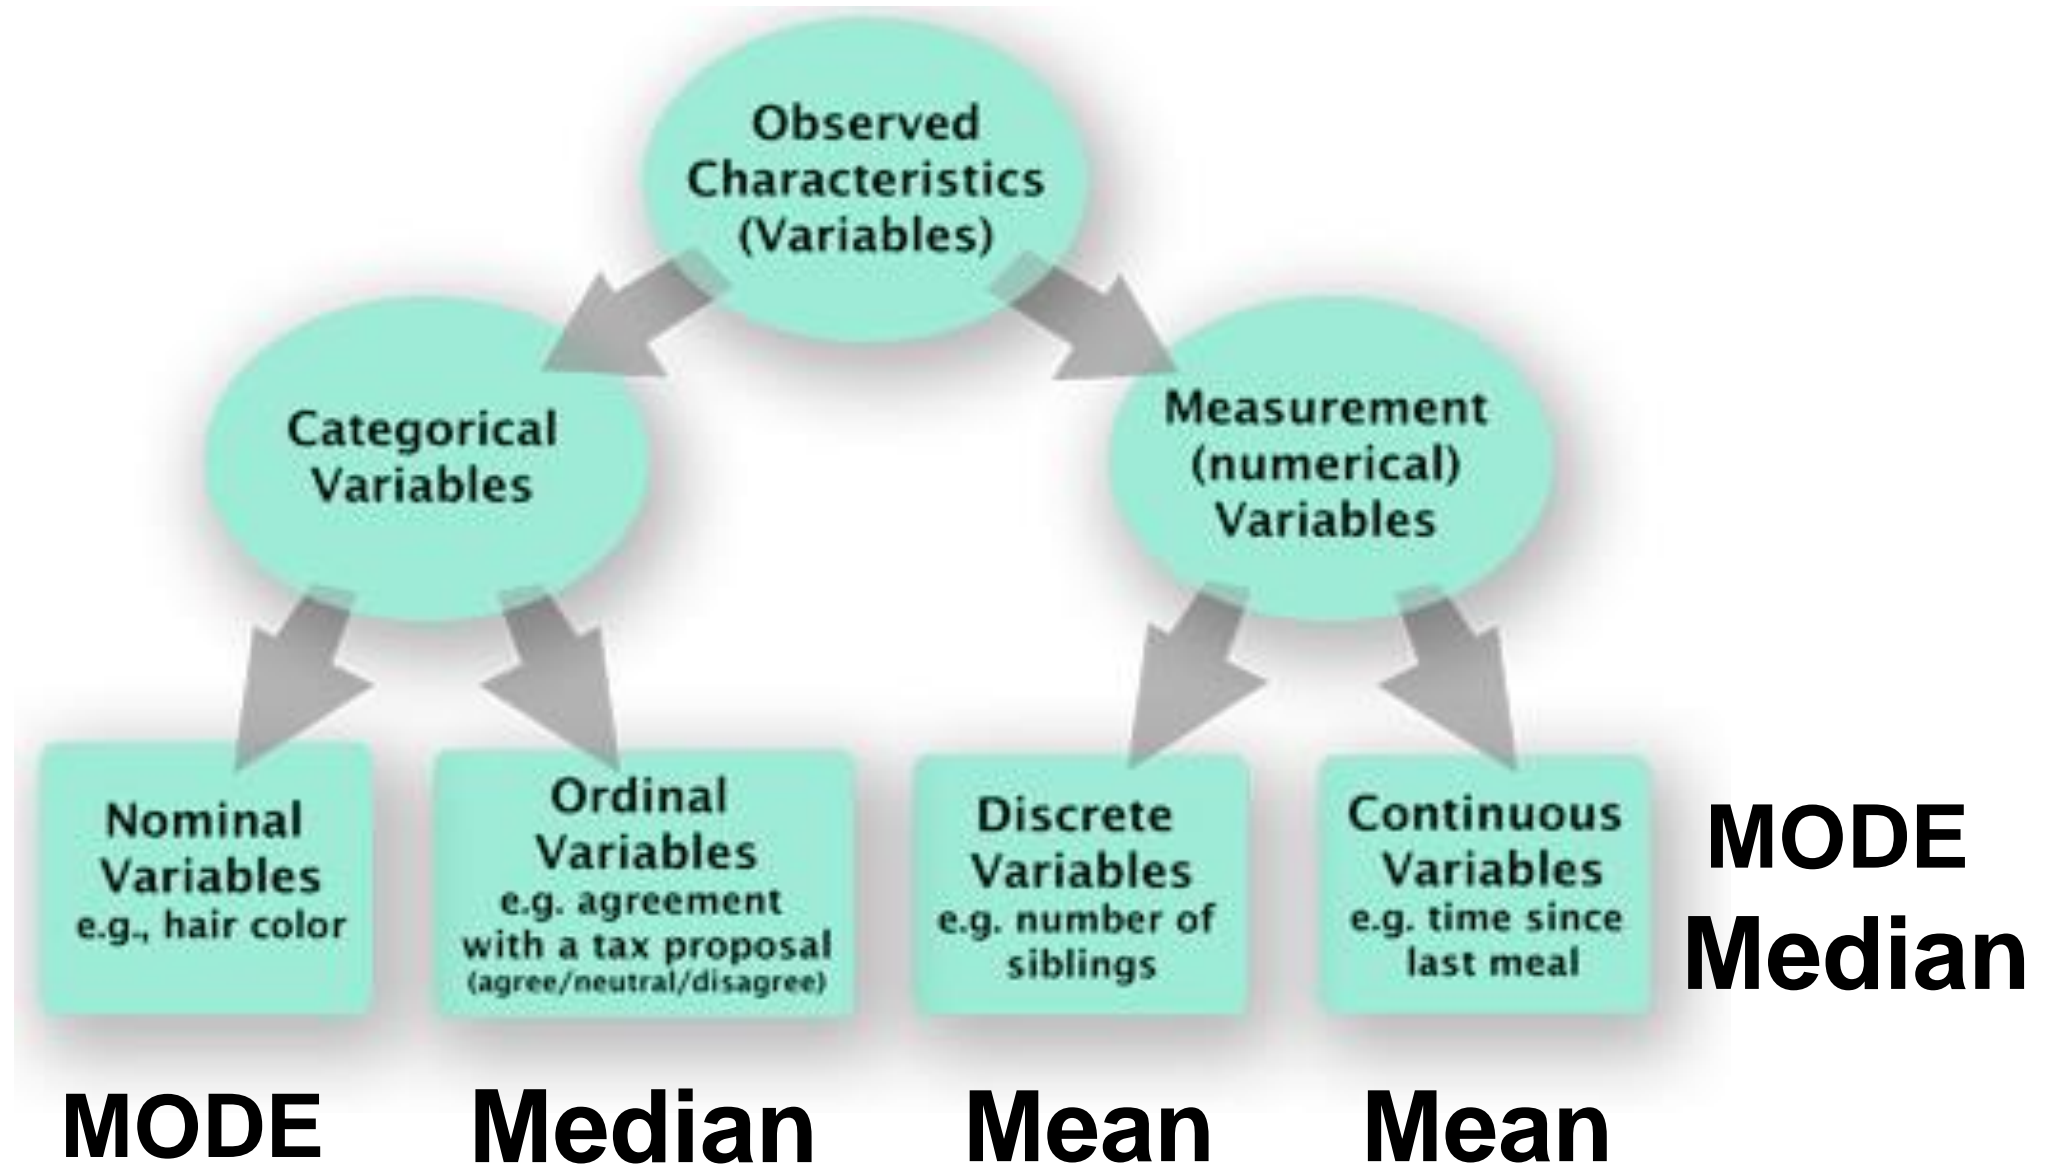 Observed
Characteristics
(Variables)
Categorical
Variables
Measurement
(numerical)
Variables
Nominal
Variables
e.g., hair color
Ordinal
Variables
e.g. agreement
with a tax proposal
(agree/neutral/disagree)
Discrete
Variables
e.g. number of
siblings
Continuous
Variables
e.g. time since
last meal
MODE
Median
MODE
Median
Mean
Mean